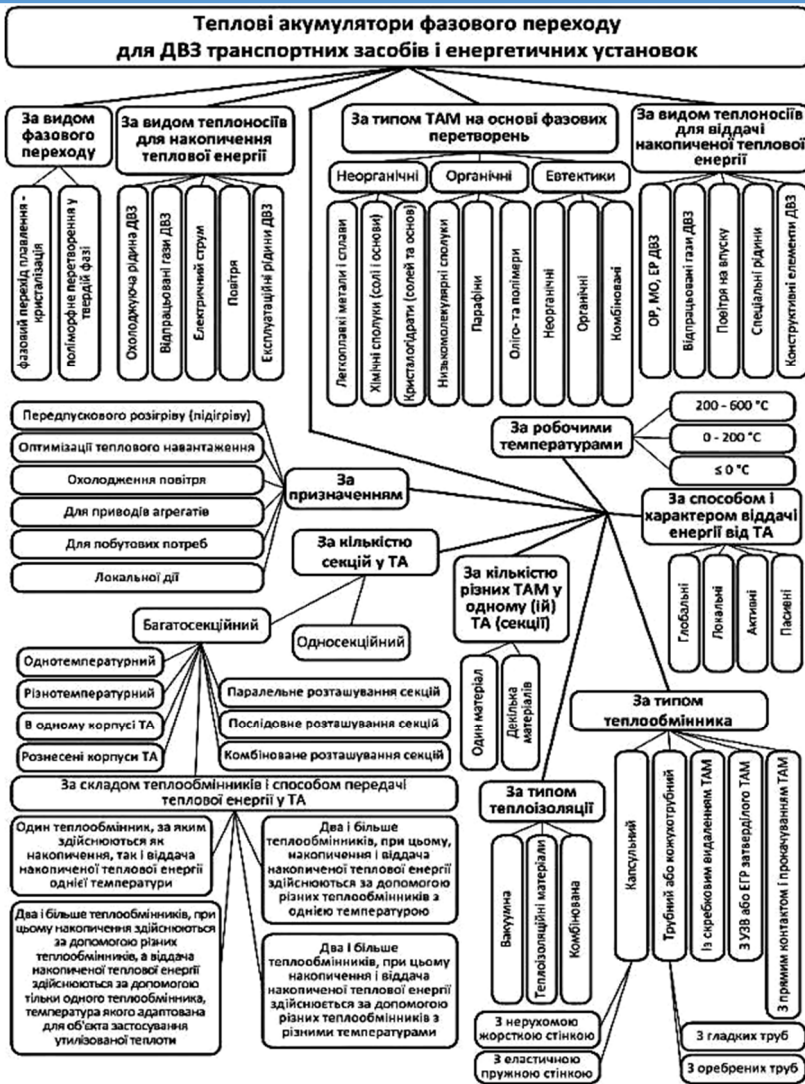 Теплові акумулятори фазового переходу
для ДВЗ транспортних засобів і енергетичних установок
За видом
фазового
переходу
За видом теплоносіїв
для накопичення
теплової енергії
За типом ТАМ на основі фазових
перетворень
За видом теплоносіїв
для віддачі
накопиченої теплової
енергії
Неорганічні
Органічні
Евтектики
фазовий перехід плавлення -
кристалізація
поліморфне перетворення у
твердій фазі
Охолоджуюча рідина ДВЗ
Відпрацьовані гази ДВЗ
Електричний струм
Повітря
Експлуатаційні рідини ДВЗ
Легкоплавкі метали і сплави
Хімічні сполуки (солі і основи)
Кристалогідрати (солей та основ)
Низькомолекулярні сполуки
Парафіни
Оліго- та полімери
Неорганічні
Органічні
Комбіновані
ОР, МО, ЕР ДВЗ
Відпрацьовані гази ДВЗ
Повітря на впуску
Спеціальні рідини
Конструктивні елементи ДВЗ
Передпускового розігріву (підігріву)
Оптимізації теплового навантаження
Охолодження повітря
Для приводів агрегатів
Для побутових потреб
Локальної дії
За
призначенням
За робочими
температурами
200 - 600 °C
0 - 200 °C
≤ 0 °C
За способом і
характером віддачі
енергії від ТА
Глобальні
Локальні
Активні
Пасивні
За кількістю
секцій у ТА
Багатосекційний
Односекційний
За кількістю
різних ТАМ у
одному (ій)
ТА (секції)
Один матеріал
Декілька
матеріалів
Однотемпературний
Різнотемпературний
В одному корпусі ТА
Рознесені корпуси ТА
Паралельне розташування секцій
Послідовне розташування секцій
Комбіноване розташування секцій
За типом
теплообмінника
За складом теплообмінників і способом передачі
теплової енергії у ТА
Один теплообмінник, за яким
здійснюються як
накопичення, так і віддача
накопиченої теплової енергії
однієї температури
Два і більше
теплообмінників, при цьому,
накопичення і віддача
накопиченої теплової енергії
здійснюються за допомогою
різних теплообмінників з
однією температурою
Два і більше теплообмінників, при
цьому накопичення здійснюються
за допомогою різних
теплообмінників, а віддача
накопиченої теплової енергії
здійснюються за допомогою
тільки одного теплообмінника,
температура якого адаптована
для об'єкта застосування
утилізованої теплоти
Два і більше
теплообмінників, при цьому
накопичення і віддача
накопиченої теплової енергії
здійснюється за допомогою
різних теплообмінників з
різними температурами
За типом
теплоізоляції
Вакуумна
Теплоізоляційні матеріали
Комбінована
Капсульний
Трубний або кожухотрубний
Із скребковим видаленням ТАМ
З УЗВ або ЕГР затверділого ТАМ
З прямим контактом і прокачуванням ТАМ
З нерухомою
жорсткою стінкою
З еластичною
пружною стінкою
З гладких труб
З оребрених труб